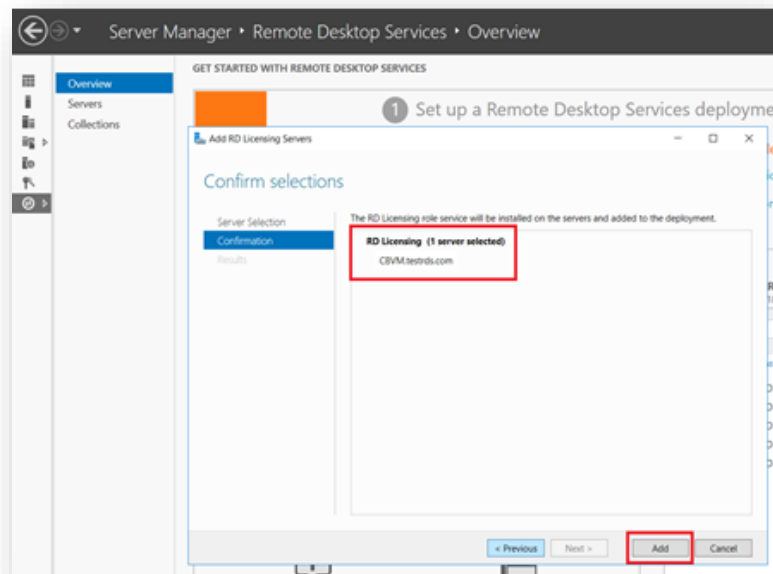 Server Manager ‣ Remote Desktop Services ‣ Overview
GET STARTED WITH REMOTE DESKTOP SERVICES
Overview
Servers
Collections
1 Set up a Remote Desktop Services deployme
Add RD Licensing Servers
Confirm selections
Server Selection
Confirmation
Results
The RD Licensing role service will be installed on the servers and added to the deployment.
RD Licensing (1 server selected)
CBVM.testrds.com
< Previous
Next >
Add
Cancel